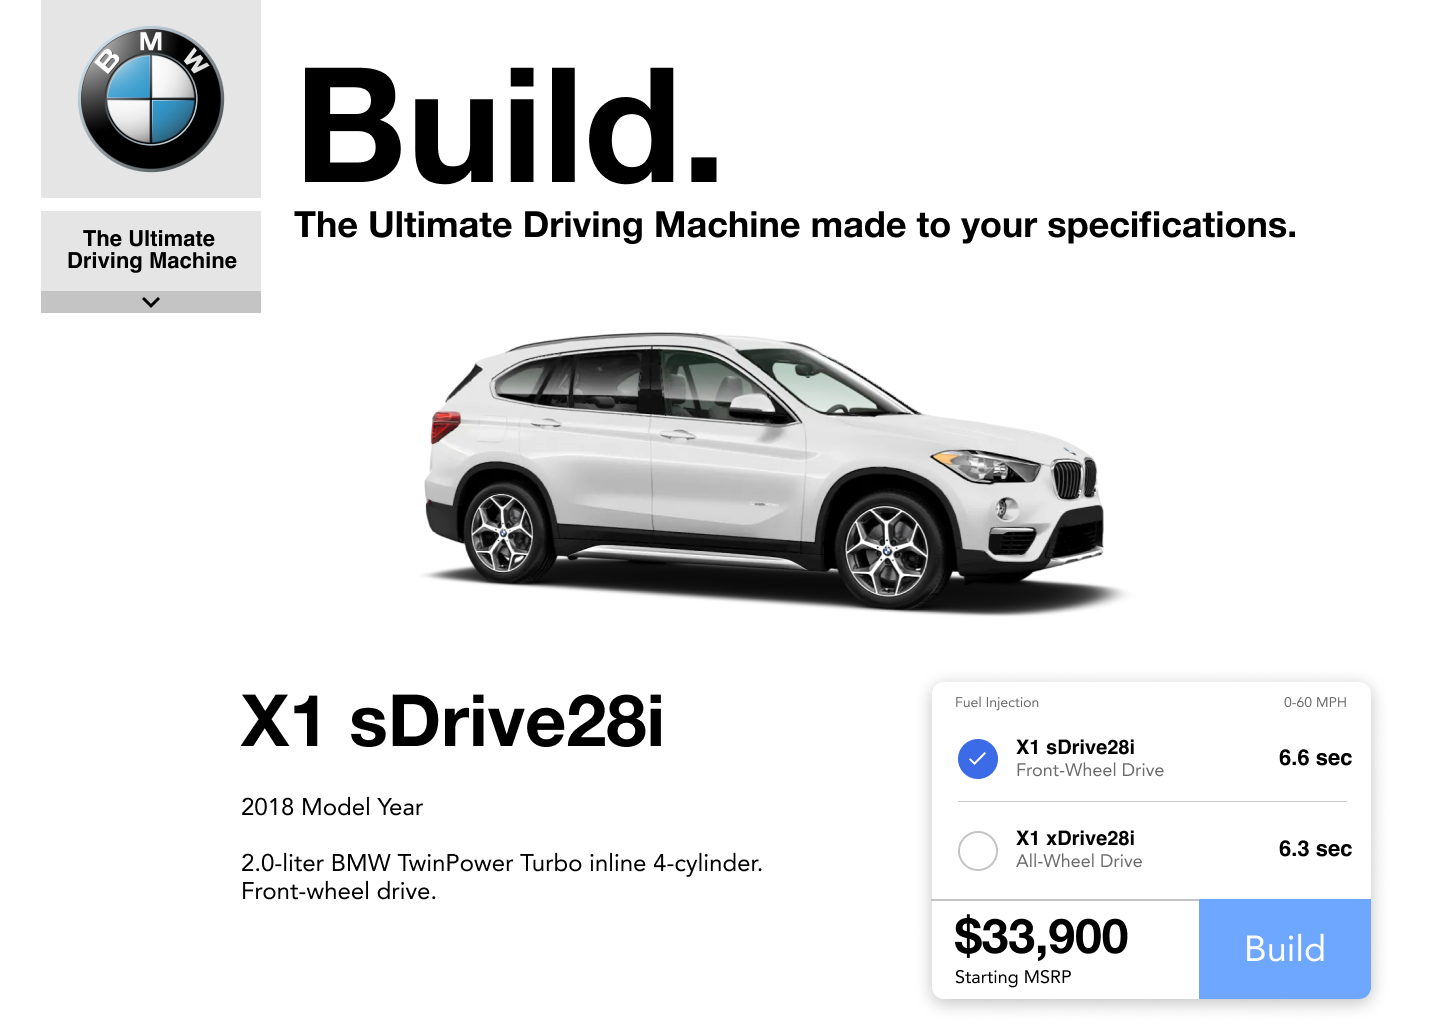 BMW
The Ultimate
Driving Machine
Build.
The Ultimate Driving Machine made to your specifications.
X1 sDrive28i
2018 Model Year
2.0-liter BMW TwinPower Turbo inline 4-cylinder.
Front-wheel drive.
Fuel Injection 0-60 MPH
X1 sDrive28i
Front-Wheel Drive
6.6 sec
X1 xDrive28i
All-Wheel Drive
6.3 sec
$33,900
Starting MSRP
Build